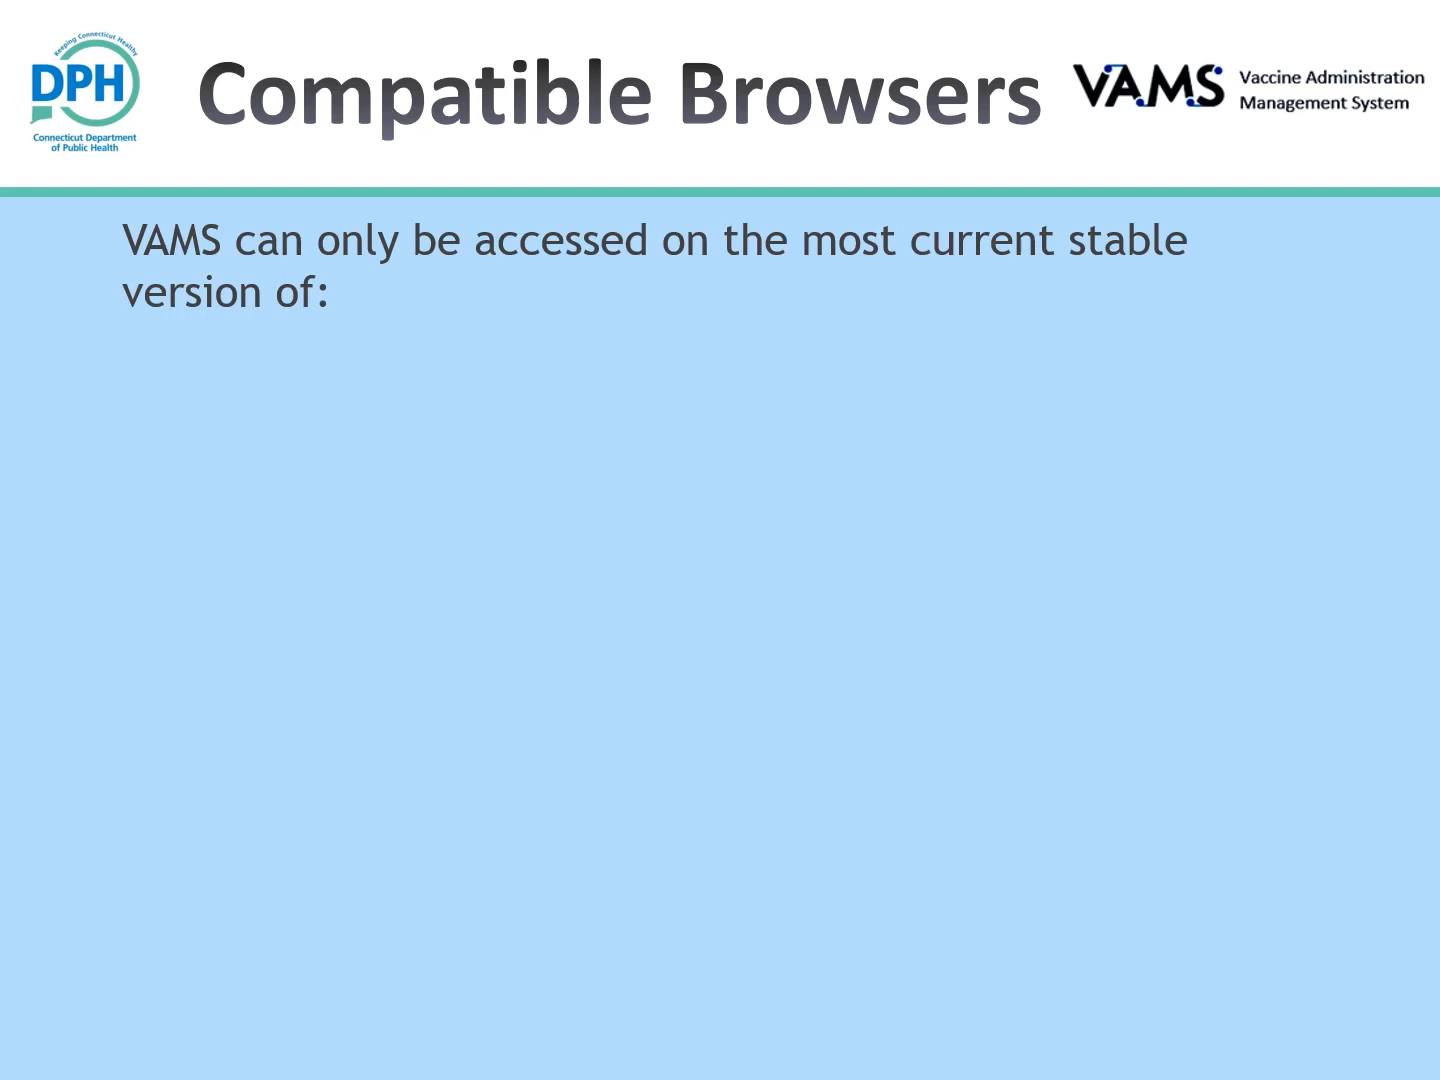 Keeping Connecticut Healthy
DPH
Connecticut Department
of Public Health
Compatible Browsers
VAMS
Vaccine Administration
Management System
VAMS can only be accessed on the most current stable
version of: